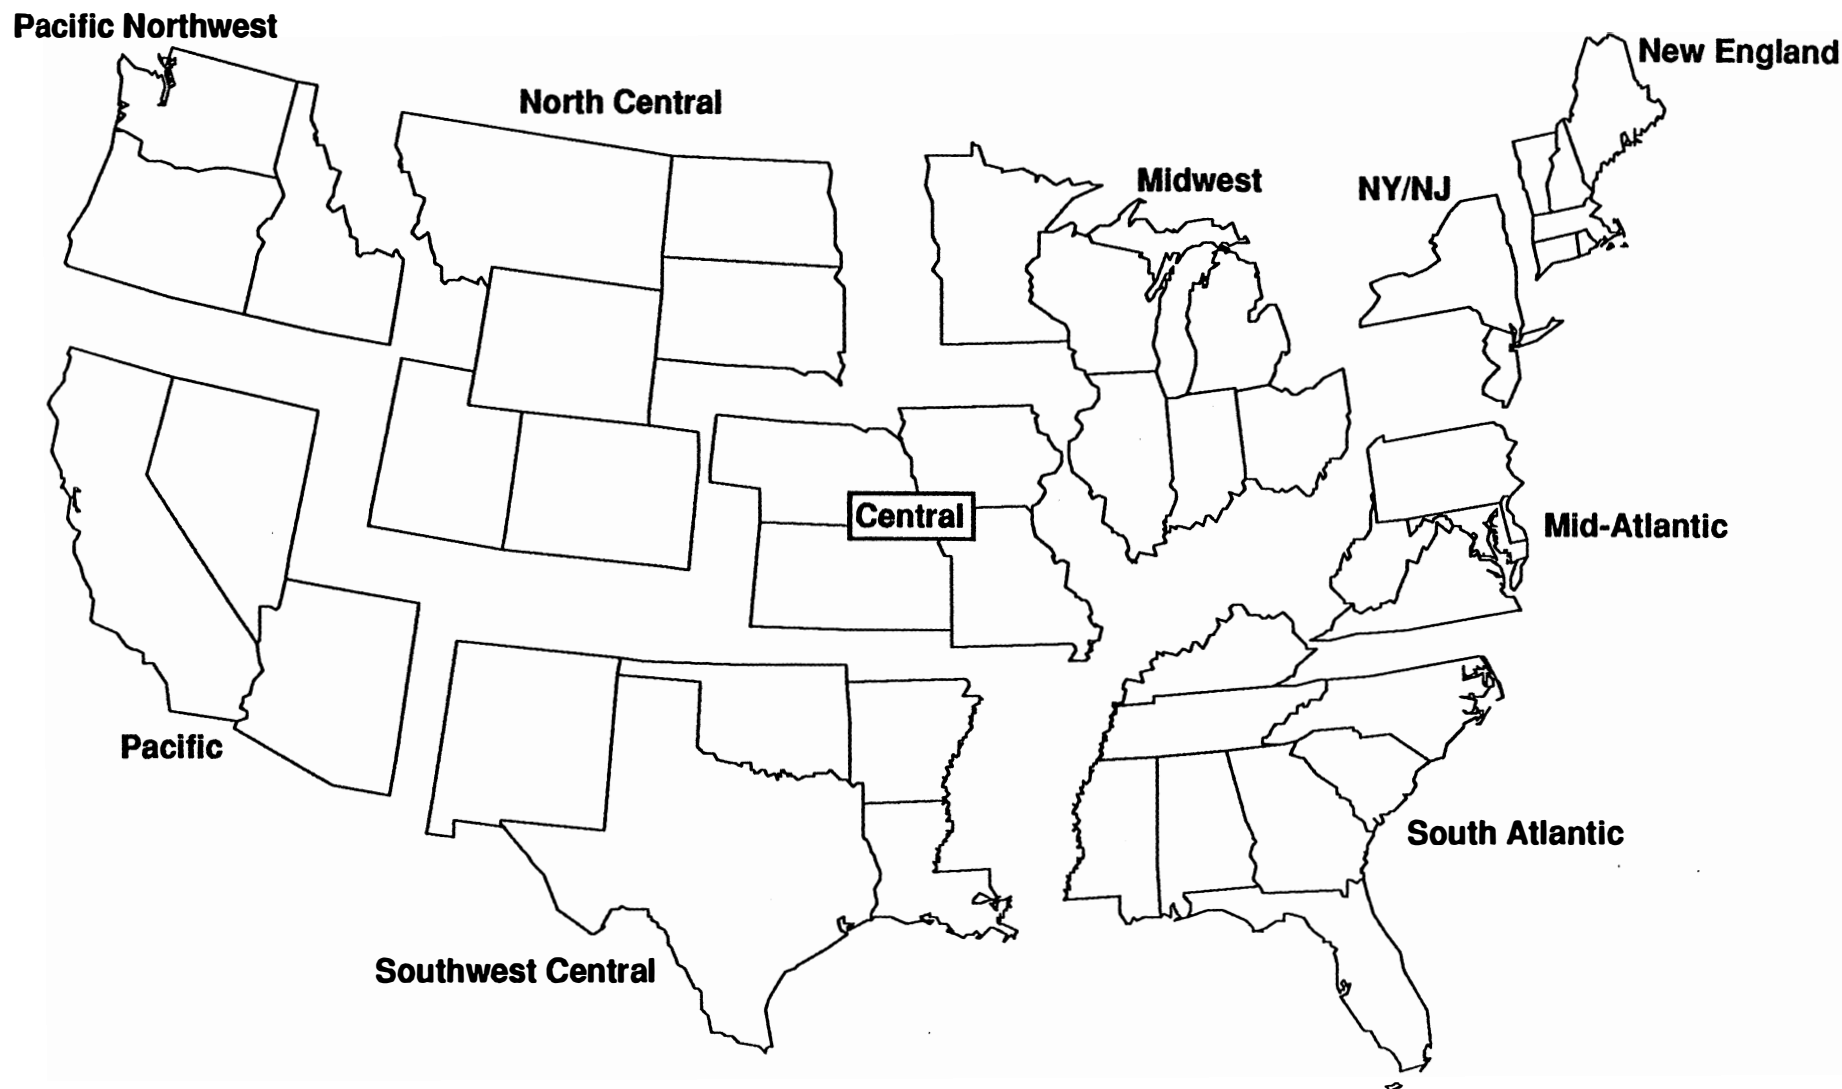 Pacific Northwest
New England
North Central
Midwest
NY/NJ
Central
Mid-Atlantic
Pacific
South Atlantic
Southwest Central